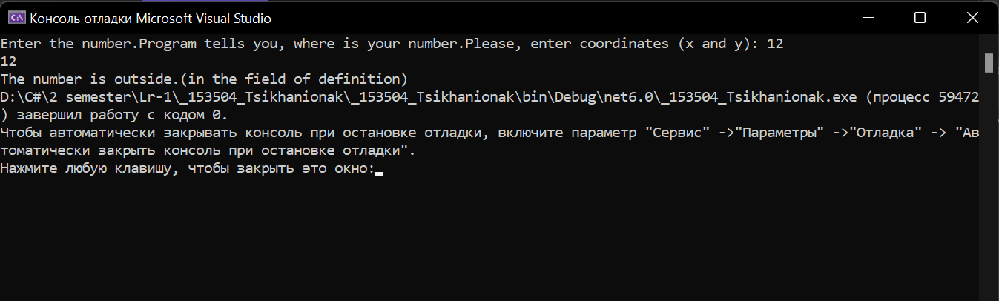 Консоль отладки Microsoft Visual Studio
Enter the number.Program tells you, where is your number.Please, enter coordinates (x and y): 12
12
The number is outside.(in the field of definition)
D:\C#\2 semester\Lr-1\_153504_Tsikhanionak\_153504_Tsikhanionak\bin\Debug\net6.0\_153504_Tsikhanionak.exe (процесс 59472
) завершил работу с кодом 0.
Чтобы автоматически закрывать консоль при остановке отладки, включите параметр "Сервис" ->"Параметры" ->"Отладка" -> "Ав
томатически закрыть консоль при остановке отладки".
Нажмите любую клавишу, чтобы закрыть это окно: